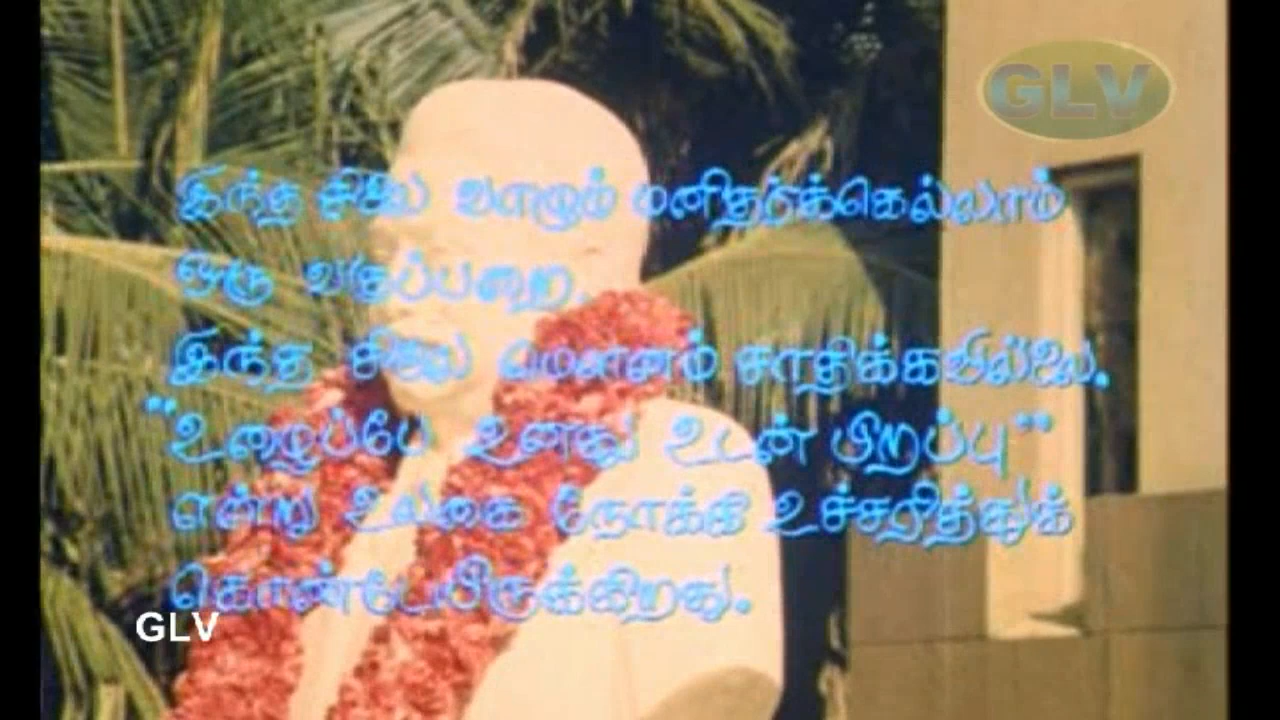 GLV
இந்த சிலை வாழும் மனிதர்க்கெல்லாம்
ஒரு வகுப்பறை.
இந்த சிலை மௌனம் சாதிக்கவில்லை.
"உழைப்பே உனது உடன் பிறப்பு"
என்று உலகை நோக்கி உச்சரித்துக்
கொண்டேயிருக்கிறது.
GLV